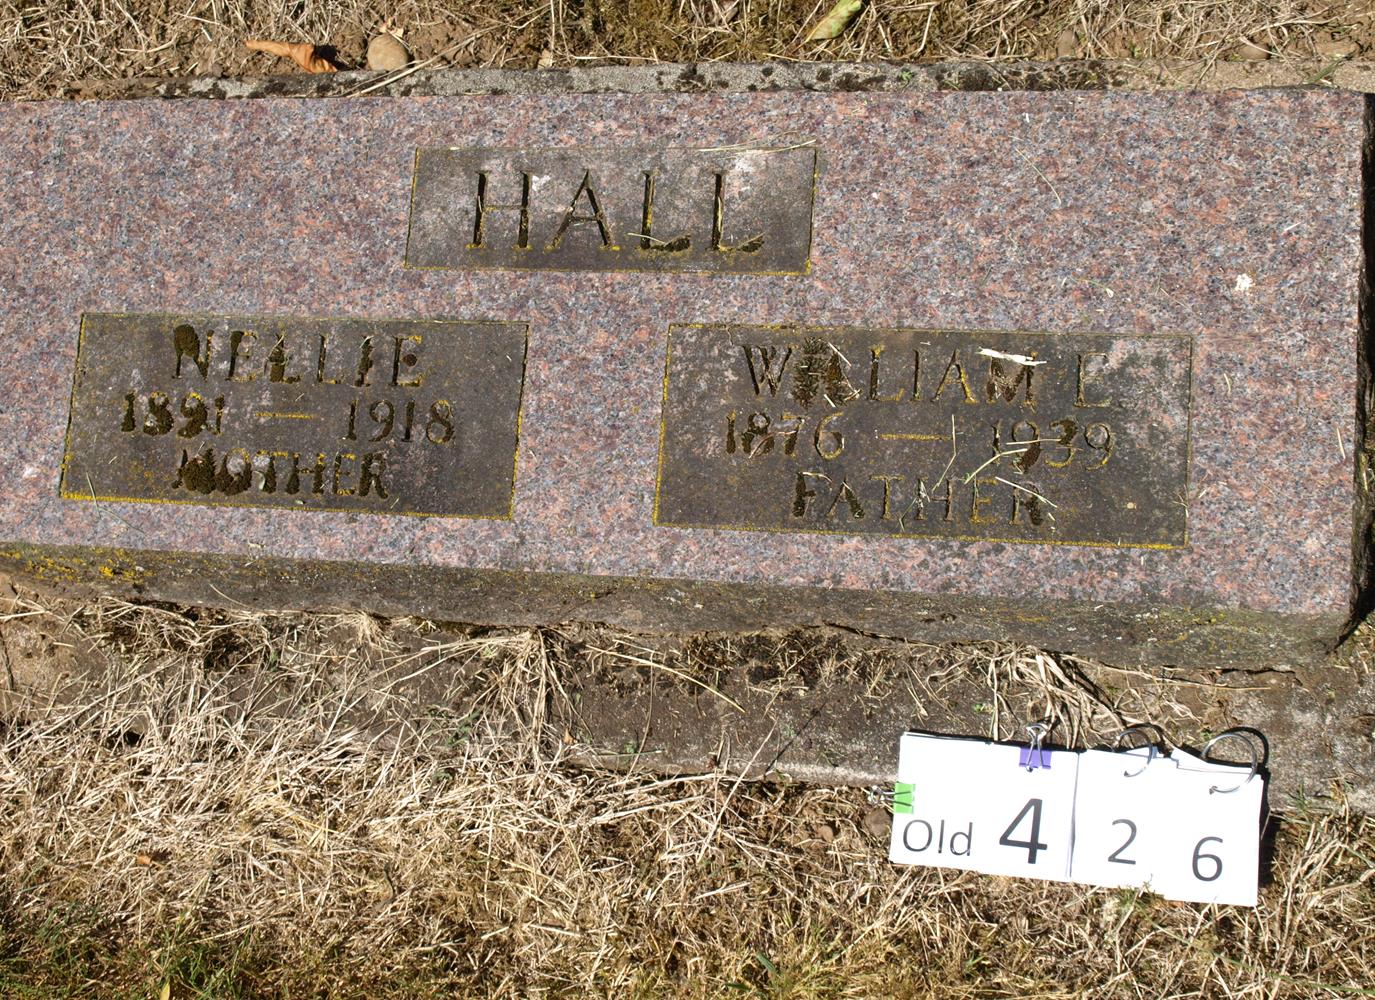 HALL
NELLIE
1891 — 1918
MOTHER
WILLIAM E
1876 — 1939
FATHER
Old 4 2 6